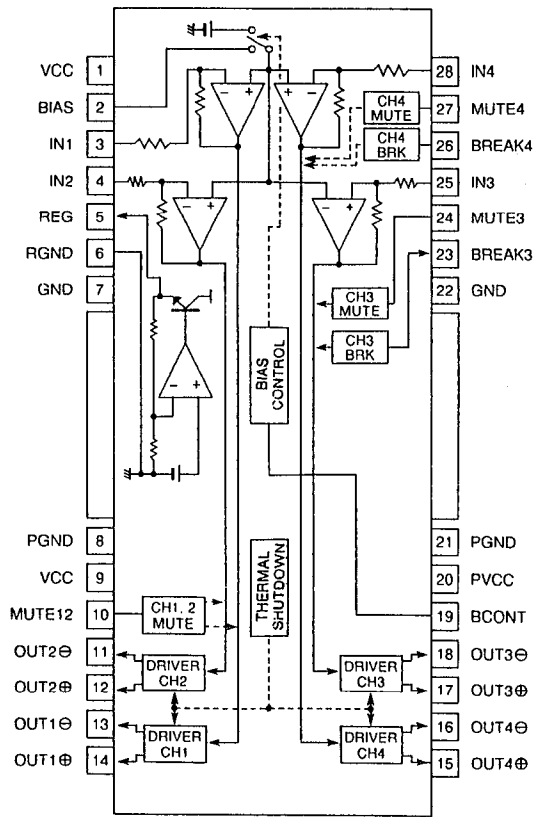 VCC 1
BIAS 2
IN1 3
IN2 4
REG 5
RGND 6
GND 7
PGND 8
VCC 9
MUTE12 10
OUT2⊖ 11
OUT2⊕ 12
OUT1⊖ 13
OUT1⊕ 14
28 IN4
27 MUTE4
26 BREAK4
25 IN3
24 MUTE3
23 BREAK3
22 GND
21 PGND
20 PVCC
19 BCONT
18 OUT3⊖
17 OUT3⊕
16 OUT4⊖
15 OUT4⊕
- +
+ -
- +
+ -
- +
CH4
MUTE
CH4
BRK
CH3
MUTE
CH3
BRK
BIAS
CONTROL
THERMAL
SHUTDOWN
CH1. 2
MUTE
DRIVER
CH2
DRIVER
CH1
DRIVER
CH3
DRIVER
CH4